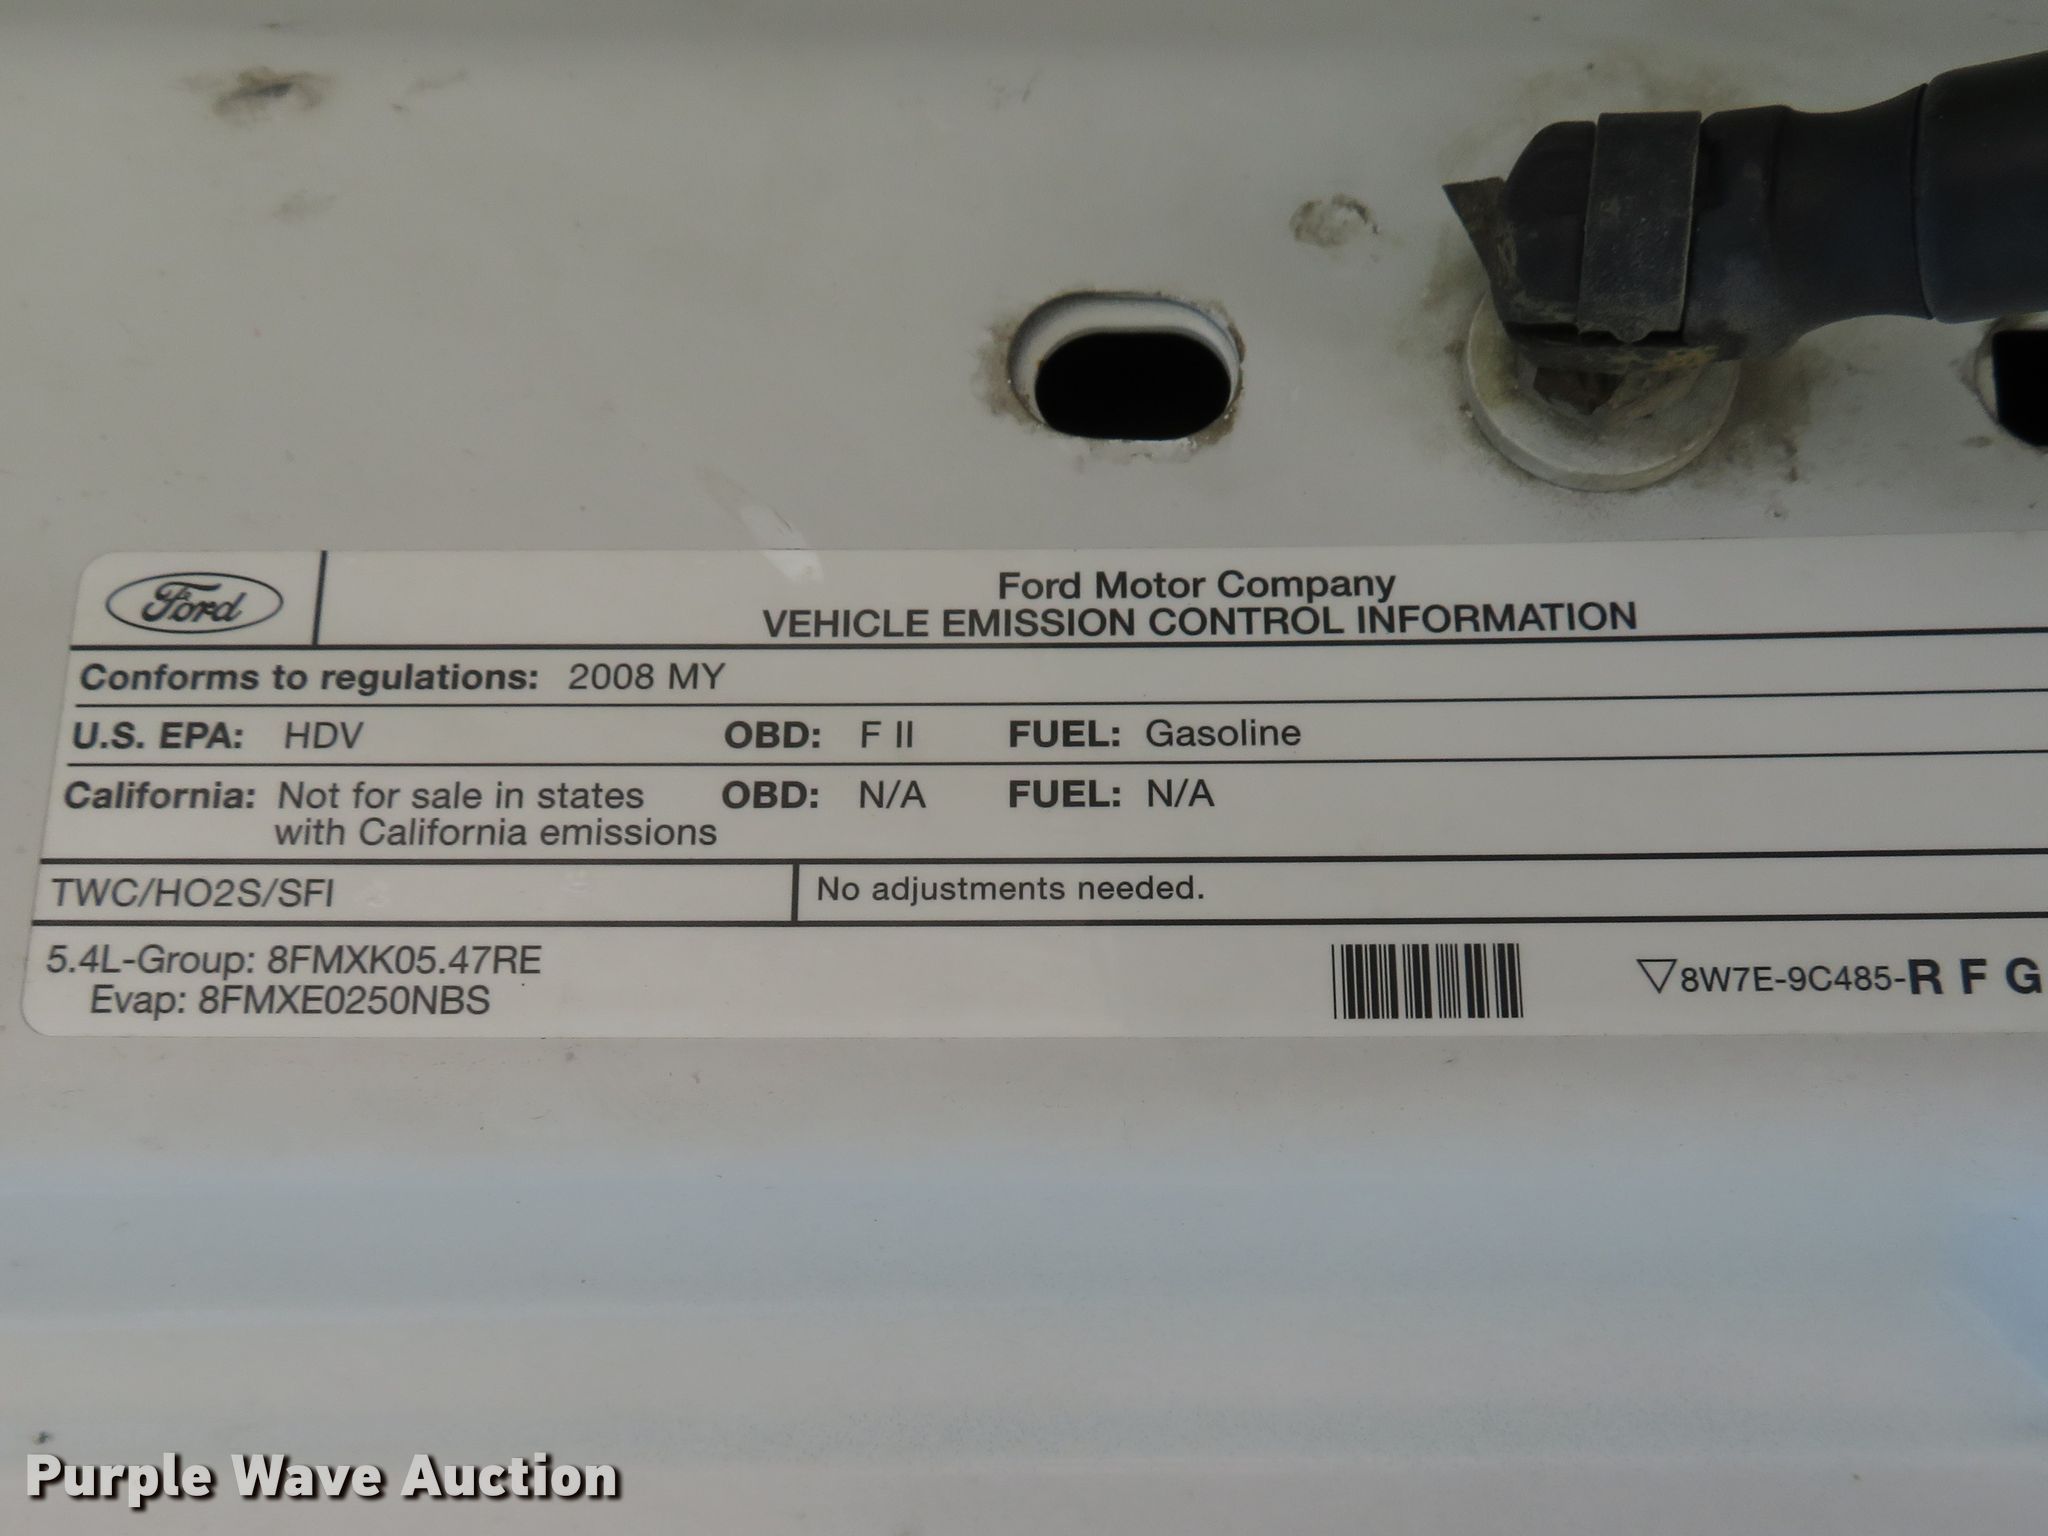 Ford
Ford Motor Company
VEHICLE EMISSION CONTROL INFORMATION
Conforms to regulations: 2008 MY
U.S. EPA: HDV OBD: F II FUEL: Gasoline
California: Not for sale in states OBD: N/A FUEL: N/A
with California emissions
TWC/HO2S/SFI No adjustments needed.
5.4L-Group: 8FMXK05.47RE
Evap: 8FMXE0250NBS
▽8W7E-9C485-R F G
Purple Wave Auction